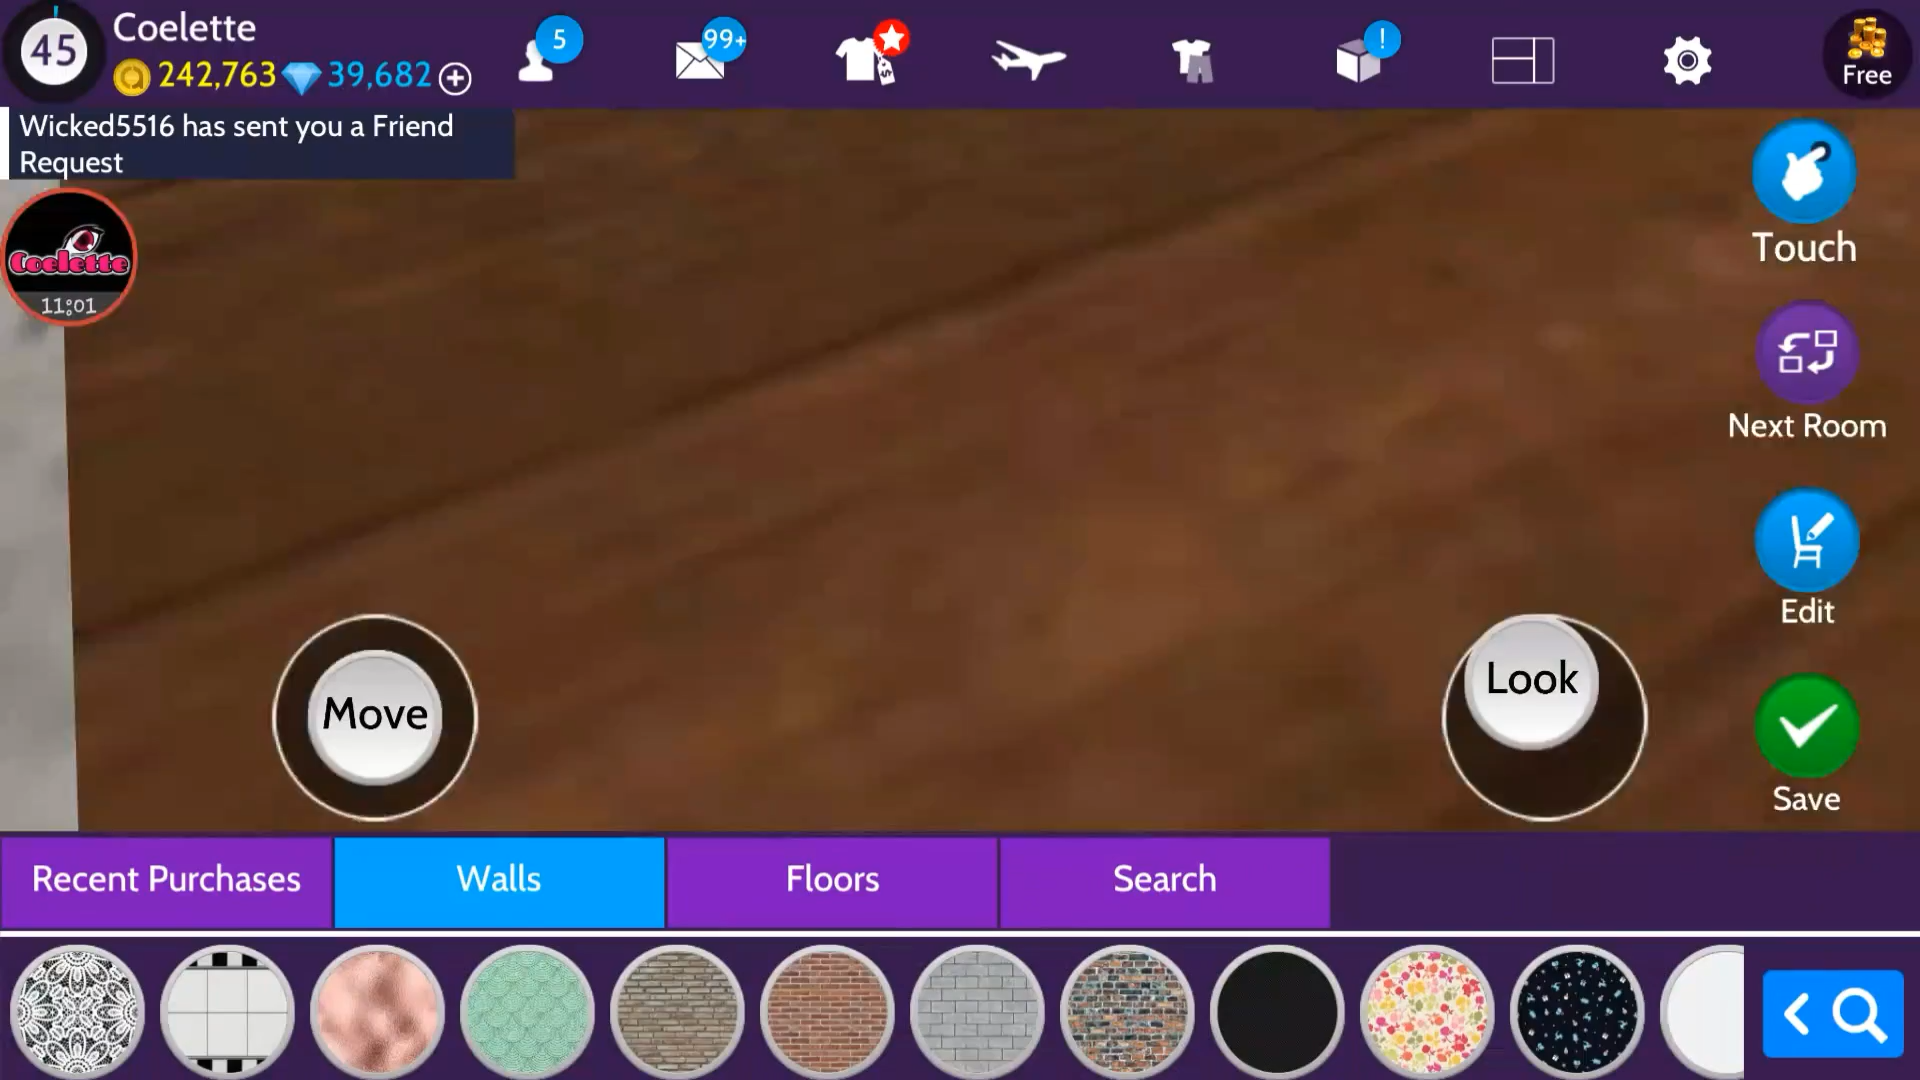 45
Coelette
242,763
39,682
5
99+
!
Free
Wicked5516 has sent you a Friend
Request
Coelette
11:01
Touch
Next Room
Edit
Save
Move
Look
Recent Purchases
Walls
Floors
Search